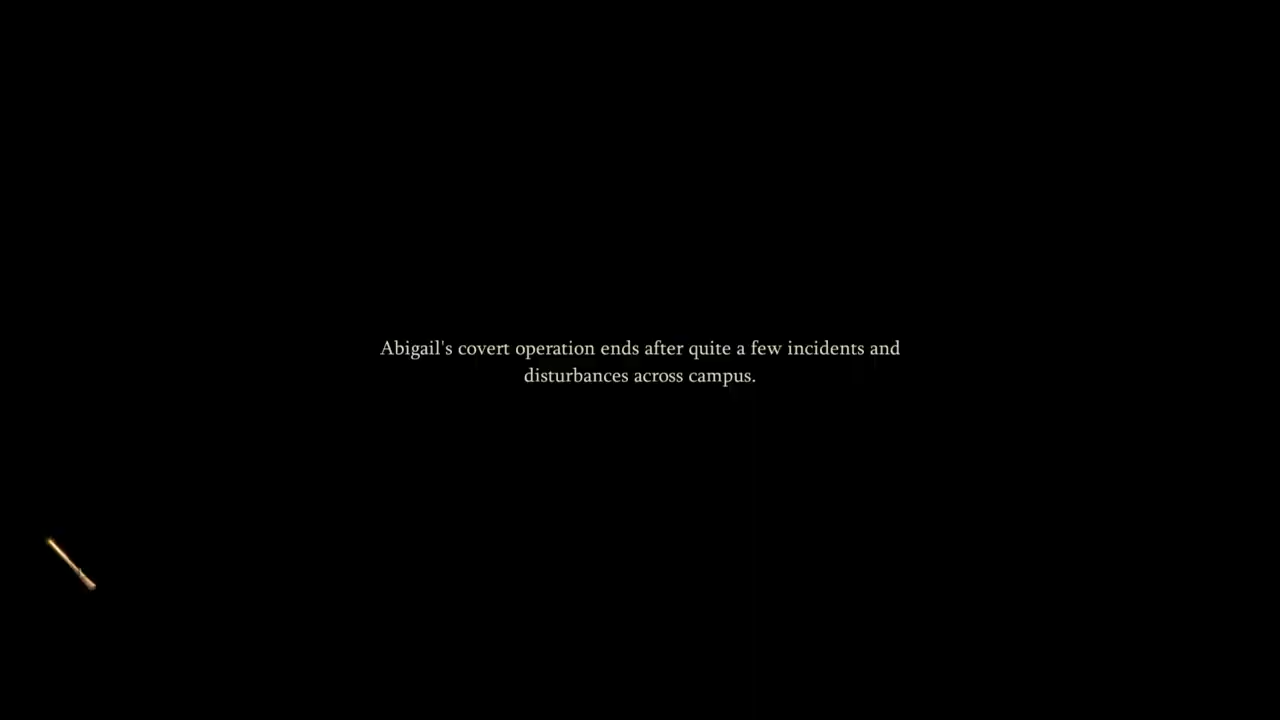 Abigail's covert operation ends after quite a few incidents and
disturbances across campus.